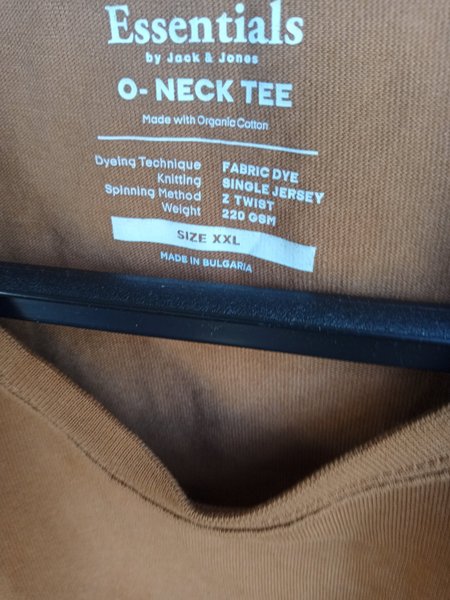 Essentials
by Jack & Jones
O- NECK TEE
Made with Organic Cotton
Dyeing Technique FABRIC DYE
Knitting SINGLE JERSEY
Spinning Method Z TWIST
Weight 220 GSM
SIZE XXL
MADE IN BULGARIA